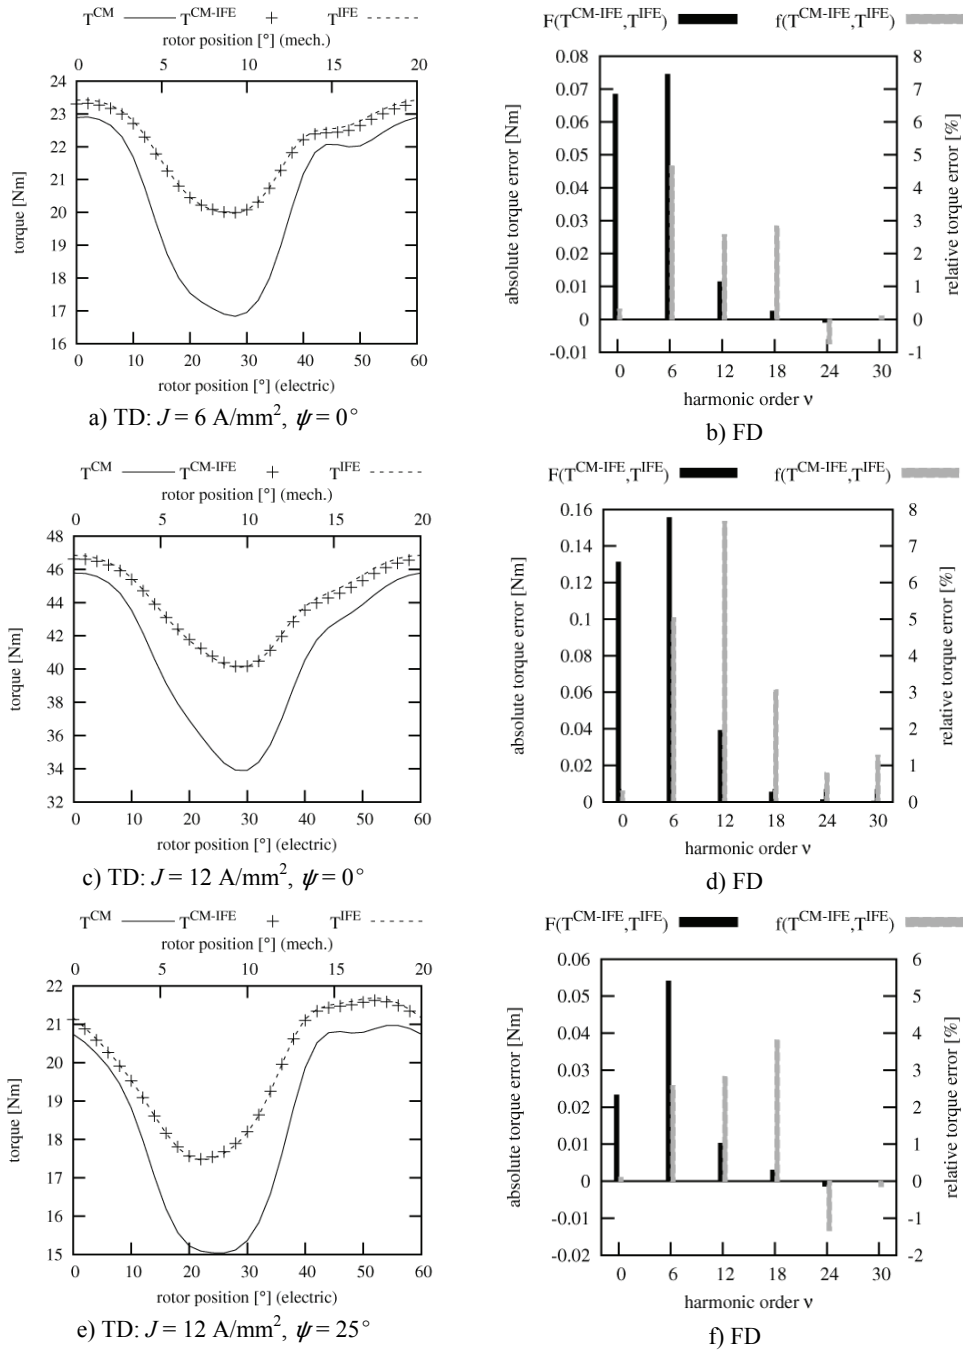 T^CM T^CM-IFE + T^IFE
rotor position [°] (mech.)
0 5 10 15 20
24
23
22
21
20
19
18
17
16
torque [Nm]
0 10 20 30 40 50 60
rotor position [°] (electric)
a) TD: J = 6 A/mm², ψ = 0°
F(T^CM-IFE,T^IFE) f(T^CM-IFE,T^IFE)
0.08
0.07
0.06
0.05
0.04
0.03
0.02
0.01
0
-0.01
absolute torque error [Nm]
8
7
6
5
4
3
2
1
0
-1
relative torque error [%]
0 6 12 18 24 30
harmonic order ν
b) FD
T^CM T^CM-IFE + T^IFE
rotor position [°] (mech.)
0 5 10 15 20
48
46
44
42
40
38
36
34
32
torque [Nm]
0 10 20 30 40 50 60
rotor position [°] (electric)
c) TD: J = 12 A/mm², ψ = 0°
F(T^CM-IFE,T^IFE) f(T^CM-IFE,T^IFE)
0.16
0.14
0.12
0.1
0.08
0.06
0.04
0.02
0
absolute torque error [Nm]
8
7
6
5
4
3
2
1
0
relative torque error [%]
0 6 12 18 24 30
harmonic order ν
d) FD
T^CM T^CM-IFE + T^IFE
rotor position [°] (mech.)
0 5 10 15 20
21
20
19
18
17
16
15
22
torque [Nm]
0 10 20 30 40 50 60
rotor position [°] (electric)
e) TD: J = 12 A/mm², ψ = 25°
F(T^CM-IFE,T^IFE) f(T^CM-IFE,T^IFE)
0.06
0.05
0.04
0.03
0.02
0.01
0
-0.01
-0.02
absolute torque error [Nm]
6
5
4
3
2
1
0
-1
-2
relative torque error [%]
0 6 12 18 24 30
harmonic order ν
f) FD